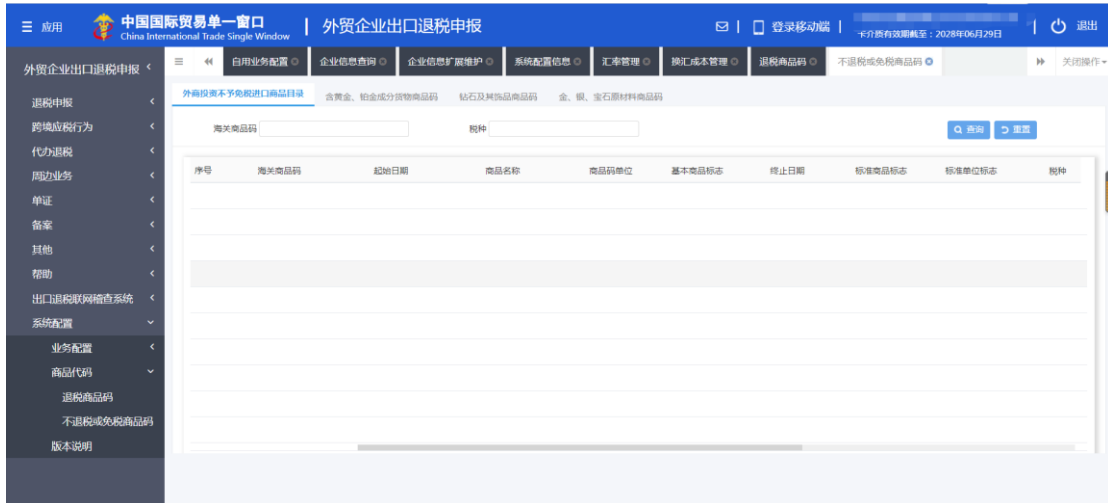 应用 中国国际贸易单一窗口 外贸企业出口退税申报 登录移动端 退出
China International Trade Single Window 卡介质有效期截至：2028年06月29日
外贸企业出口退税申报 自用业务配置 企业信息查询 企业信息扩展维护 系统配置信息 汇率管理 换汇成本管理 退税商品码 不退税或免税商品码 关闭操作
外商投资不予免税进口商品目录 含黄金、铂金成分货物商品码 钻石及其饰品商品码 金、银、宝石原材料商品码
海关商品码 税种 查询 重置
序号 海关商品码 起始日期 商品名称 商品码单位 基本商品标志 终止日期 标准商品标志 标准单位标志 税种
退税申报
跨境应税行为
代办退税
周边业务
单证
备案
其他
帮助
出口退税联网稽查系统
系统配置
业务配置
商品代码
退税商品码
不退税或免税商品码
版本说明